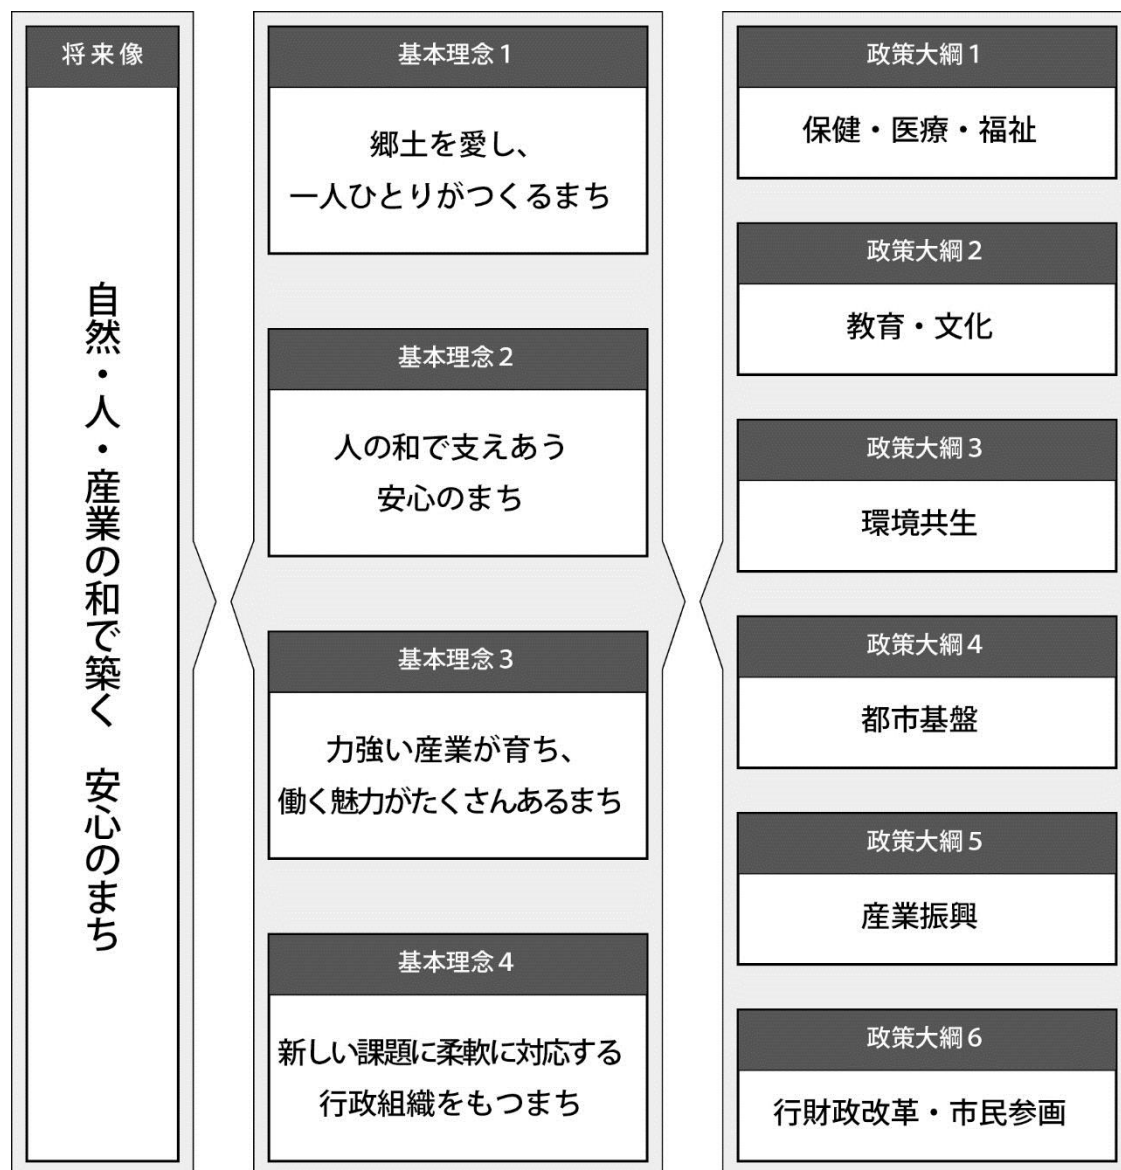 将来像
自然・人・産業の和で築く　安心のまち
基本理念1
郷土を愛し、
一人ひとりがつくるまち
基本理念2
人の和で支えあう
安心のまち
基本理念3
力強い産業が育ち、
働く魅力がたくさんあるまち
基本理念4
新しい課題に柔軟に対応する
行政組織をもつまち
政策大綱1
保健・医療・福祉
政策大綱2
教育・文化
政策大綱3
環境共生
政策大綱4
都市基盤
政策大綱5
産業振興
政策大綱6
行財政改革・市民参画